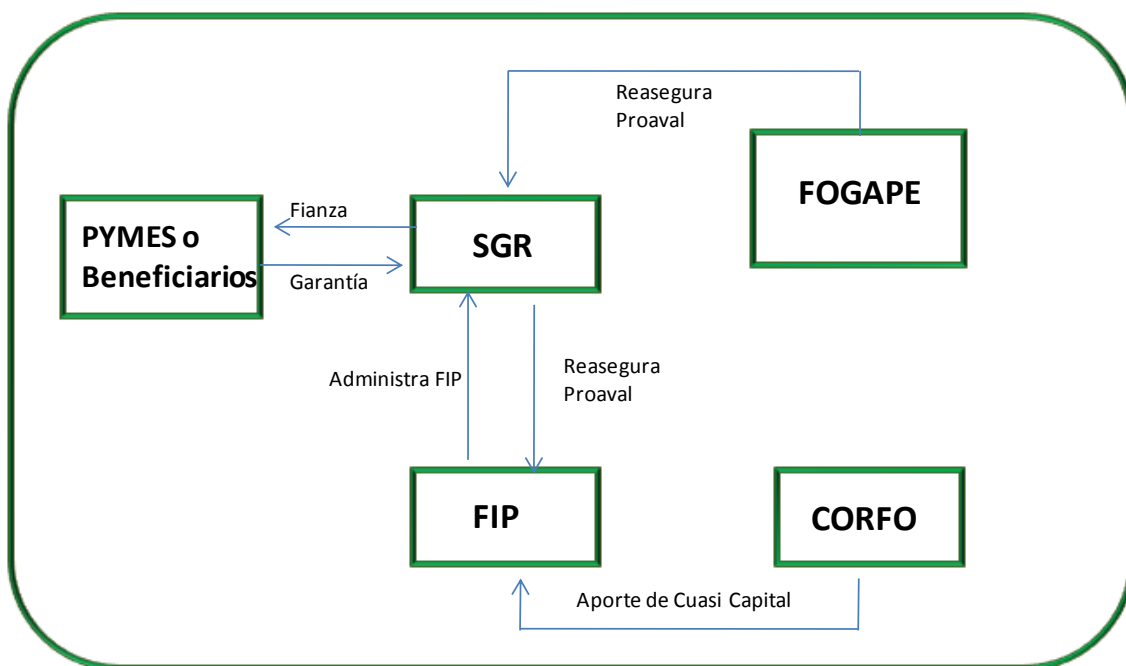 Reasegura
Proaval
FOGAPE
Fianza
PYMES o
Beneficiarios
SGR
Garantía
Administra FIP
Reasegura
Proaval
FIP
CORFO
Aporte de Cuasi Capital